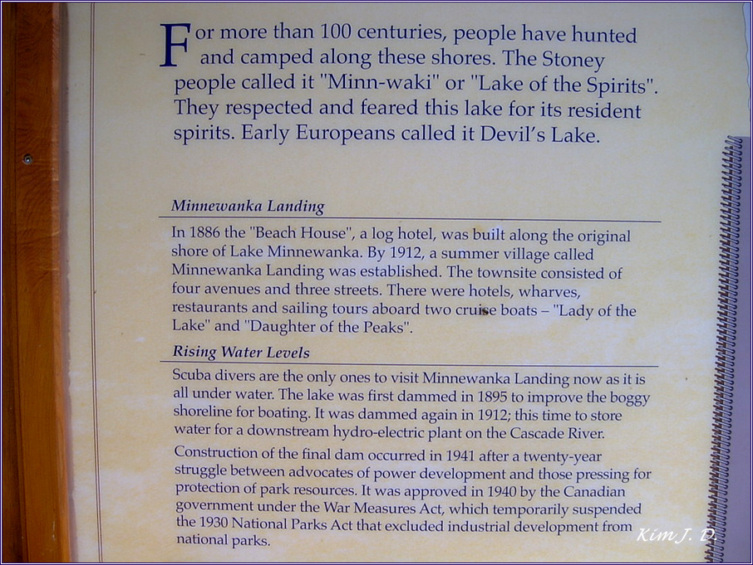 For more than 100 centuries, people have hunted
and camped along these shores. The Stoney
people called it "Minn-waki" or "Lake of the Spirits".
They respected and feared this lake for its resident
spirits. Early Europeans called it Devil's Lake.
Minnewanka Landing
In 1886 the "Beach House", a log hotel, was built along the original
shore of Lake Minnewanka. By 1912, a summer village called
Minnewanka Landing was established. The townsite consisted of
four avenues and three streets. There were hotels, wharves,
restaurants and sailing tours aboard two cruise boats – "Lady of the
Lake" and "Daughter of the Peaks".
Rising Water Levels
Scuba divers are the only ones to visit Minnewanka Landing now as it is
all under water. The lake was first dammed in 1895 to improve the boggy
shoreline for boating. It was dammed again in 1912; this time to store
water for a downstream hydro-electric plant on the Cascade River.
Construction of the final dam occurred in 1941 after a twenty-year
struggle between advocates of power development and those pressing for
protection of park resources. It was approved in 1940 by the Canadian
government under the War Measures Act, which temporarily suspended
the 1930 National Parks Act that excluded industrial development from
national parks.
Kim J. D.